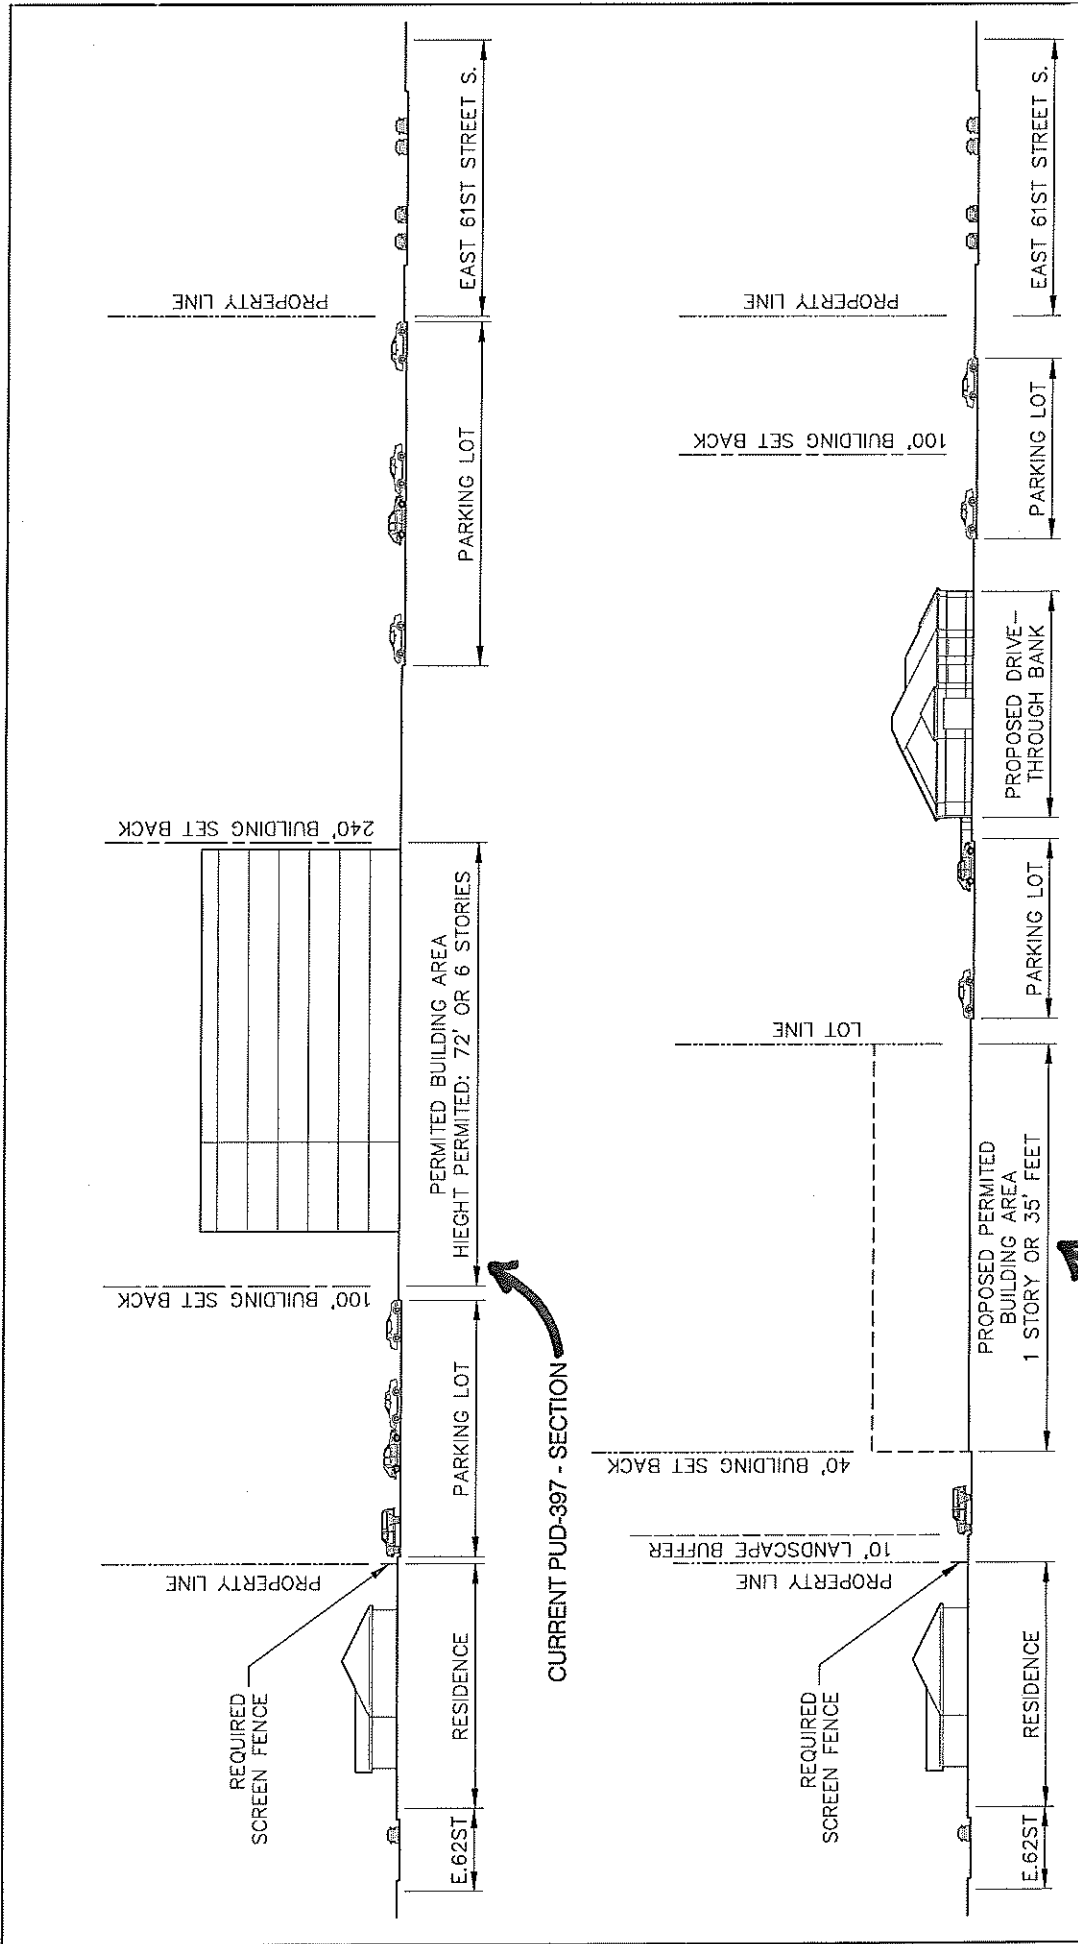 REQUIRED
SCREEN FENCE
PROPERTY LINE
100' BUILDING SET BACK
240' BUILDING SET BACK
PROPERTY LINE
E.62ST
RESIDENCE
PARKING LOT
PERMITED BUILDING AREA
HIEGHT PERMITED: 72' OR 6 STORIES
PARKING LOT
EAST 61ST STREET S.
CURRENT PUD-397 - SECTION
REQUIRED
SCREEN FENCE
PROPERTY LINE
10' LANDSCAPE BUFFER
40' BUILDING SET BACK
LOT LINE
100' BUILDING SET BACK
PROPERTY LINE
E.62ST
RESIDENCE
PROPOSED PERMITED
BUILDING AREA
1 STORY OR 35' FEET
PARKING LOT
PROPOSED DRIVE-
THROUGH BANK
PARKING LOT
EAST 61ST STREET S.